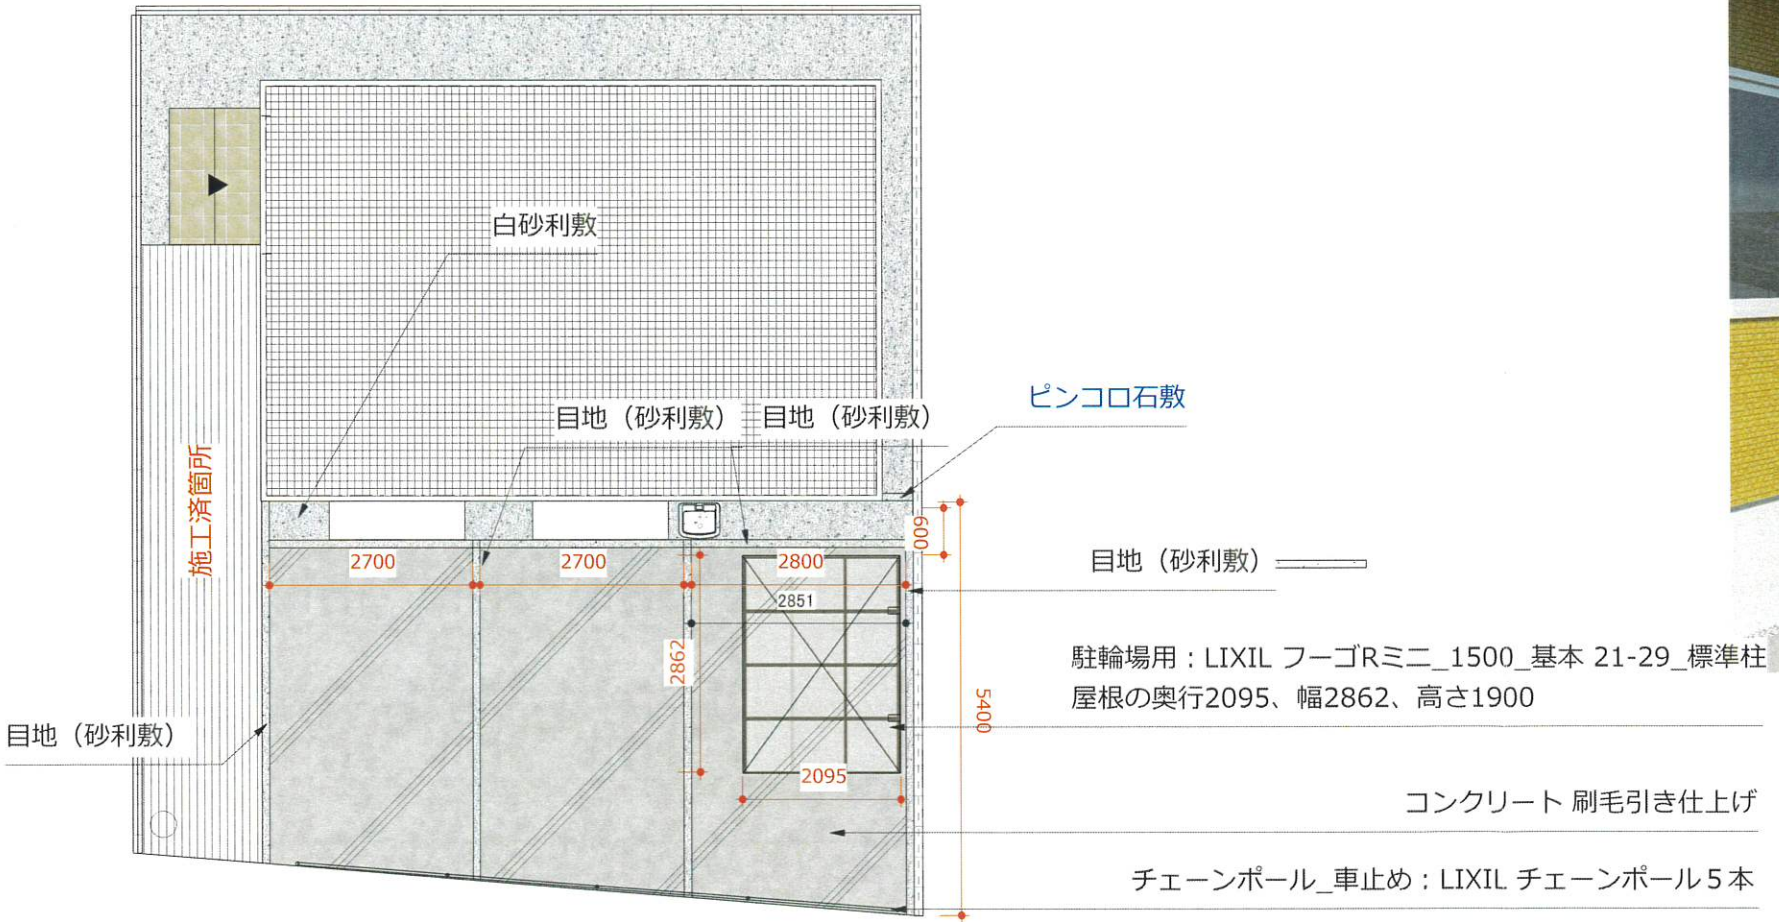 白砂利敷
目地（砂利敷）
目地（砂利敷）
ピンコロ石敷
施工済箇所
600
2700
2700
2800
目地（砂利敷）
2851
2862
駐輪場用：LIXIL フーゴRミニ_1500_基本 21-29_標準柱
屋根の奥行2095、幅2862、高さ1900
5400
目地（砂利敷）
2095
コンクリート 刷毛引き仕上げ
チェーンポール_車止め：LIXIL チェーンポール５本